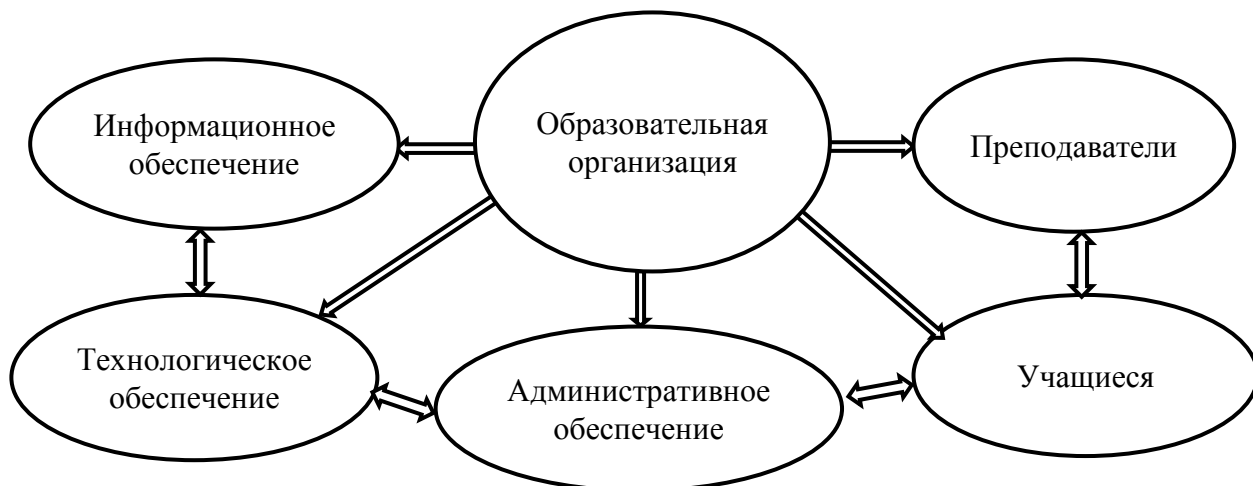 Информационное
обеспечение
Образовательная
организация
Преподаватели
Технологическое
обеспечение
Административное
обеспечение
Учащиеся